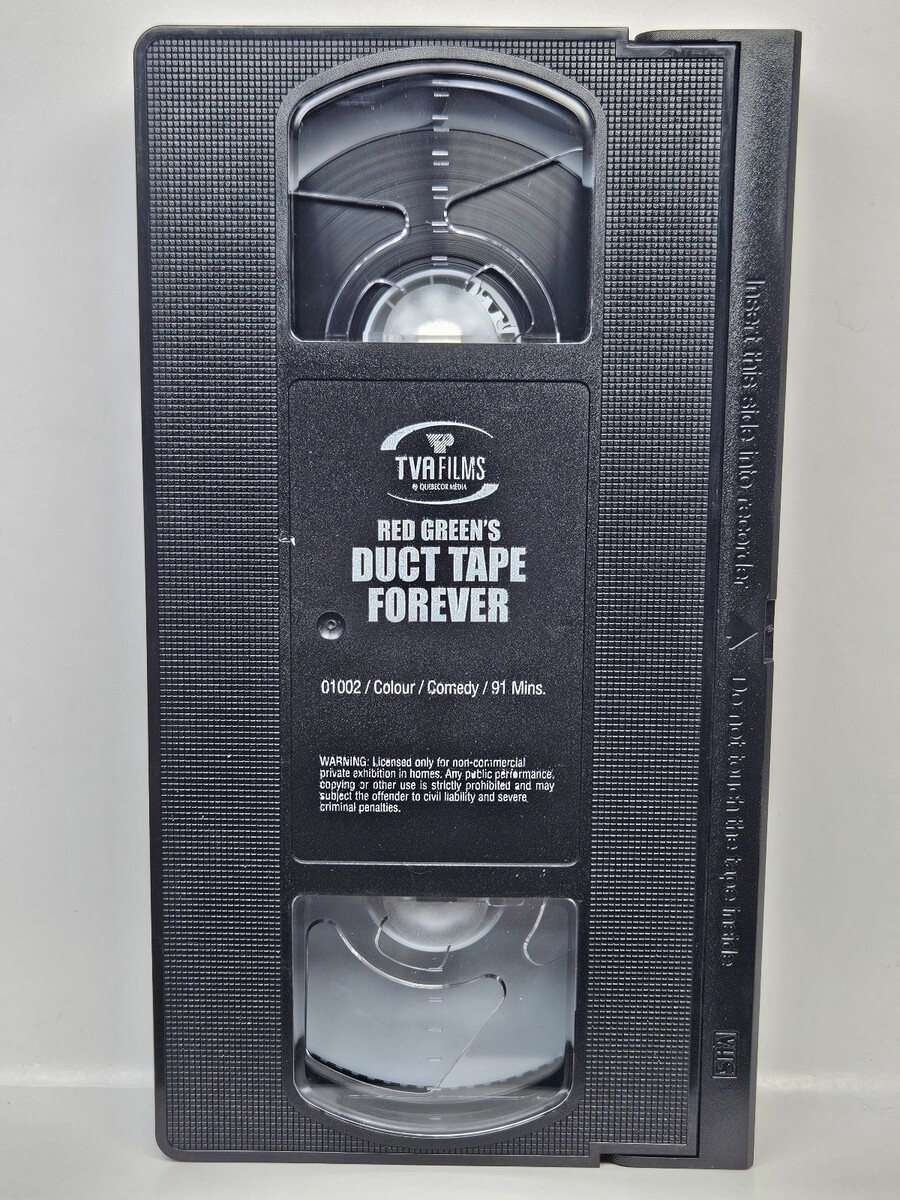 TVA FILMS
QUEBECOR MEDIA
RED GREEN'S
DUCT TAPE
FOREVER
01002 / Colour / Comedy / 91 Mins.
WARNING: Licensed only for non-commercial
private exhibition in homes. Any public performance,
copying or other use is strictly prohibited and may
subject the offender to civil liability and severe
criminal penalties.
Insert this side into recorder ▲ Do not touch the tape inside
VHS